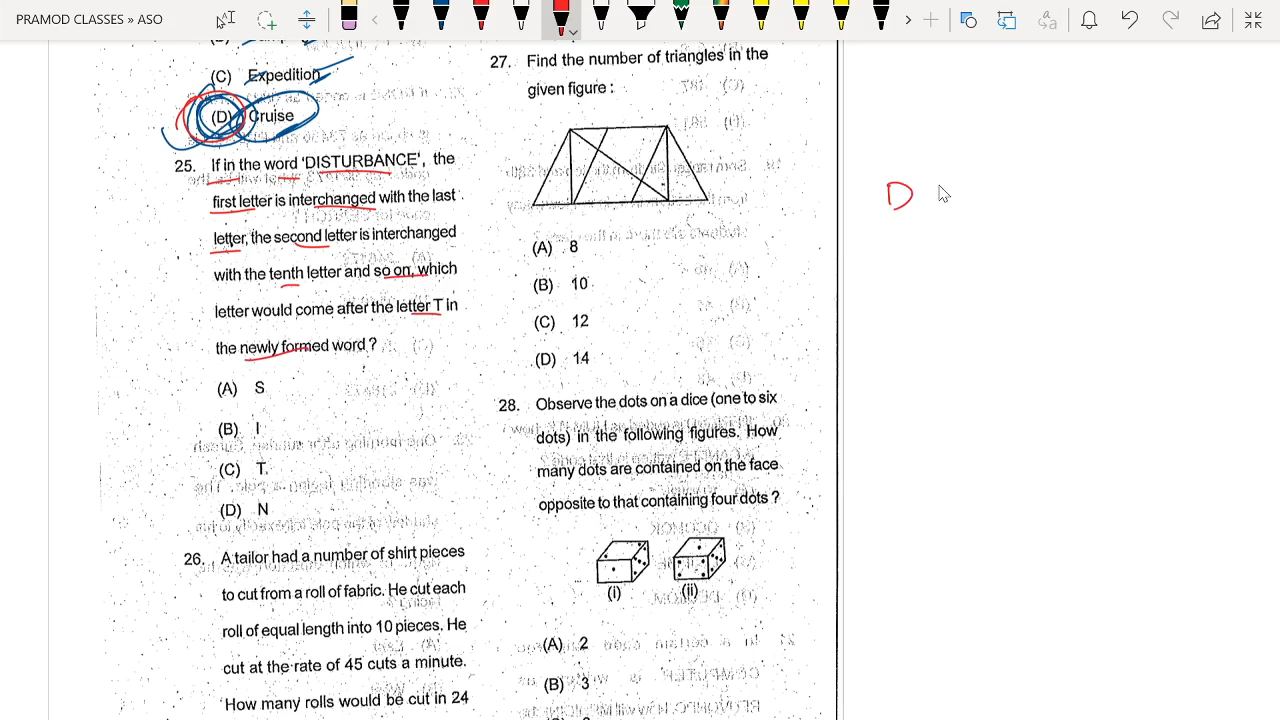 PRAMOD CLASSES » ASO
(C) Expedition
(D) Cruise
25. If in the word 'DISTURBANCE', the
first letter is interchanged with the last
letter, the second letter is interchanged
with the tenth letter and so on, which
letter would come after the letter T in
the newly formed word ?
(A) S
(B) I
(C) T
(D) N
26. A tailor had a number of shirt pieces
to cut from a roll of fabric. He cut each
roll of equal length into 10 pieces. He
cut at the rate of 45 cuts a minute.
How many rolls would be cut in 24
27. Find the number of triangles in the
given figure :
(A) 8
(B) 10
(C) 12
(D) 14
28. Observe the dots on a dice (one to six
dots) in the following figures. How
many dots are contained on the face
opposite to that containing four dots ?
(i) (ii)
(A) 2
(B) 3
D